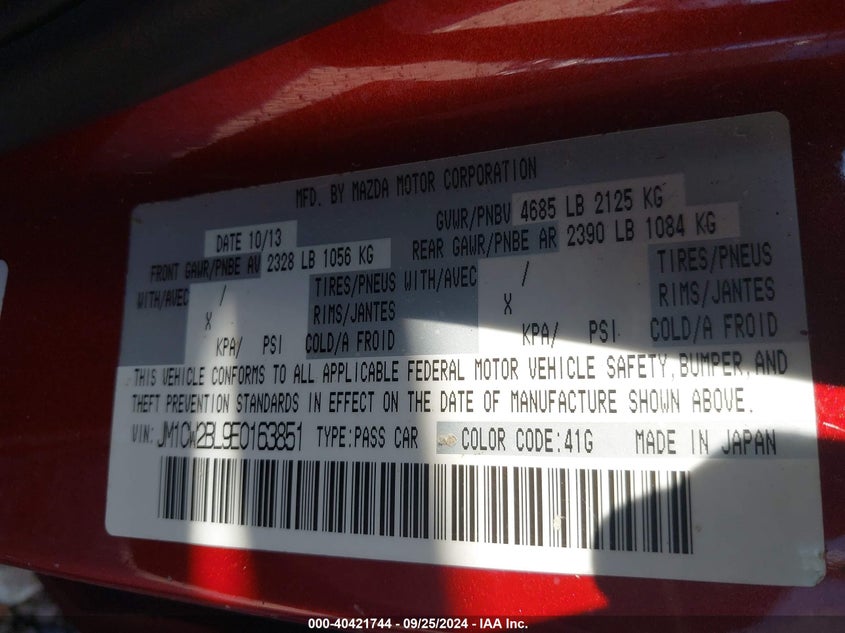 MFD. BY MAZDA MOTOR CORPORATION
DATE 10/13 GVWR/PNBV 4685 LB 2125 KG
FRONT GAWR/PNBE AV 2328 LB 1056 KG REAR GAWR/PNBE AR 2390 LB 1084 KG
WITH/AVEC / TIRES/PNEUS WITH/AVEC / TIRES/PNEUS
X RIMS/JANTES X RIMS/JANTES
KPA/ PSI COLD/A FROID KPA/ PSI COLD/A FROID
THIS VEHICLE CONFORMS TO ALL APPLICABLE FEDERAL MOTOR VEHICLE SAFETY, BUMPER, AND
THEFT PREVENTION STANDARDS IN EFFECT ON THE DATE OF MANUFACTURE SHOWN ABOVE.
VIN: JM1CW2BL9E0163851 TYPE:PASS CAR COLOR CODE:41G MADE IN JAPAN
000-40421744 - 09/25/2024 - IAA Inc.